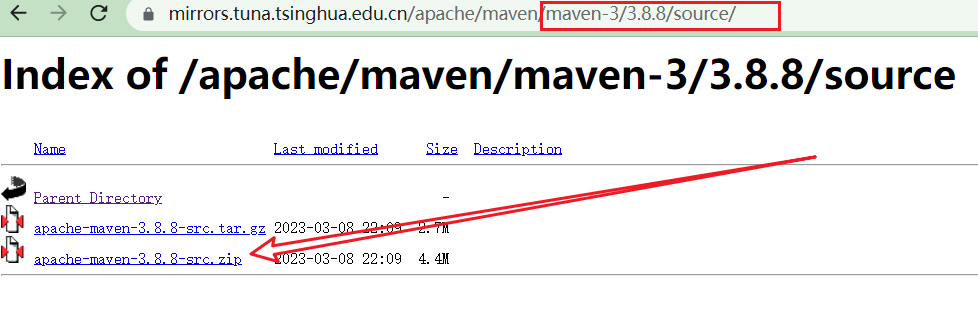 mirrors.tuna.tsinghua.edu.cn/apache/maven/maven-3/3.8.8/source/
Index of /apache/maven/maven-3/3.8.8/source
Name Last modified Size Description
Parent Directory -
apache-maven-3.8.8-src.tar.gz 2023-03-08 22:09 2.7M
apache-maven-3.8.8-src.zip 2023-03-08 22:09 4.4M